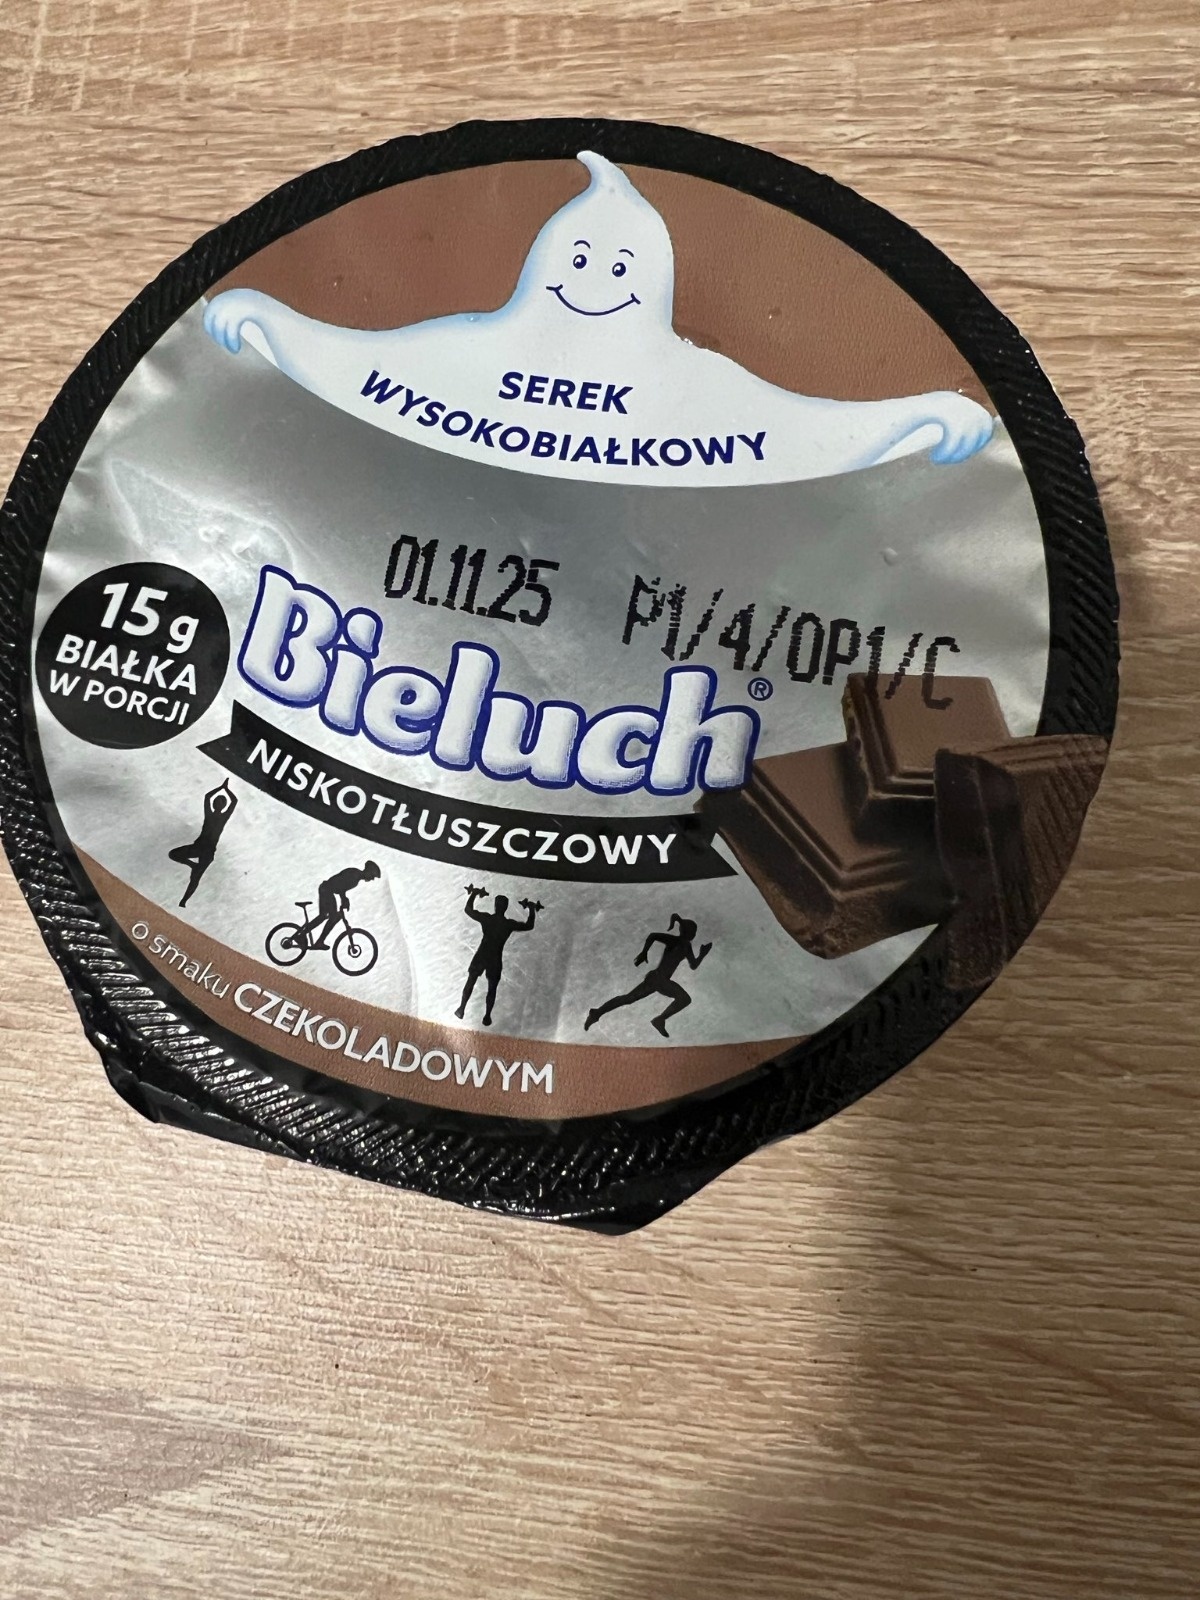 SEREK
WYSOKOBIAŁKOWY
01.11.25 P1/4/OP1/C
15 g
BIAŁKA
W PORCJI
Bieluch®
NISKOTŁUSZCZOWY
o smaku CZEKOLADOWYM